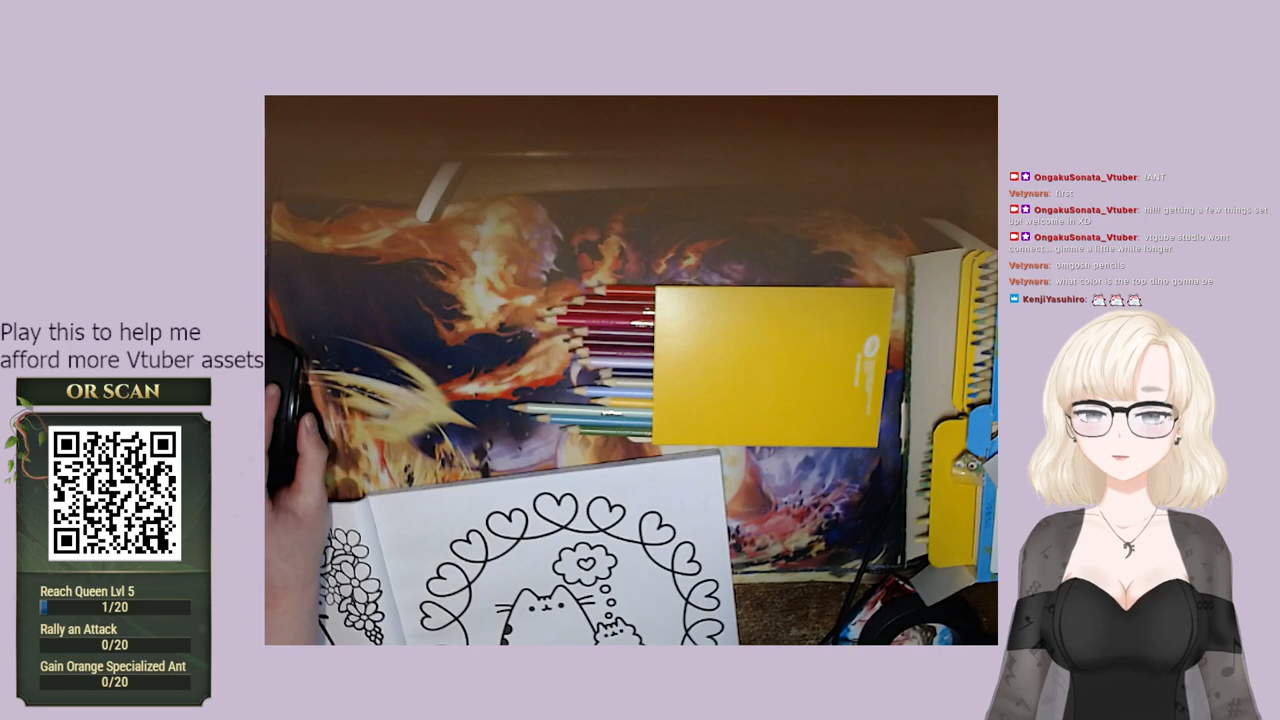 Play this to help me
afford more Vtuber assets
OR SCAN
Reach Queen Lvl 5
1/20
Rally an Attack
0/20
Gain Orange Specialized Ant
0/20
OngakuSonata_Vtuber: !ANT
Velynara: first
OngakuSonata_Vtuber: hi!!! getting a few things set
up! welcome in XD
OngakuSonata_Vtuber: vtgube studio wont
connect... gimme a little while longer
Velynara: omgosh pencils
Velynara: what color is the top dino gonna be
KenjiYasuhiro: